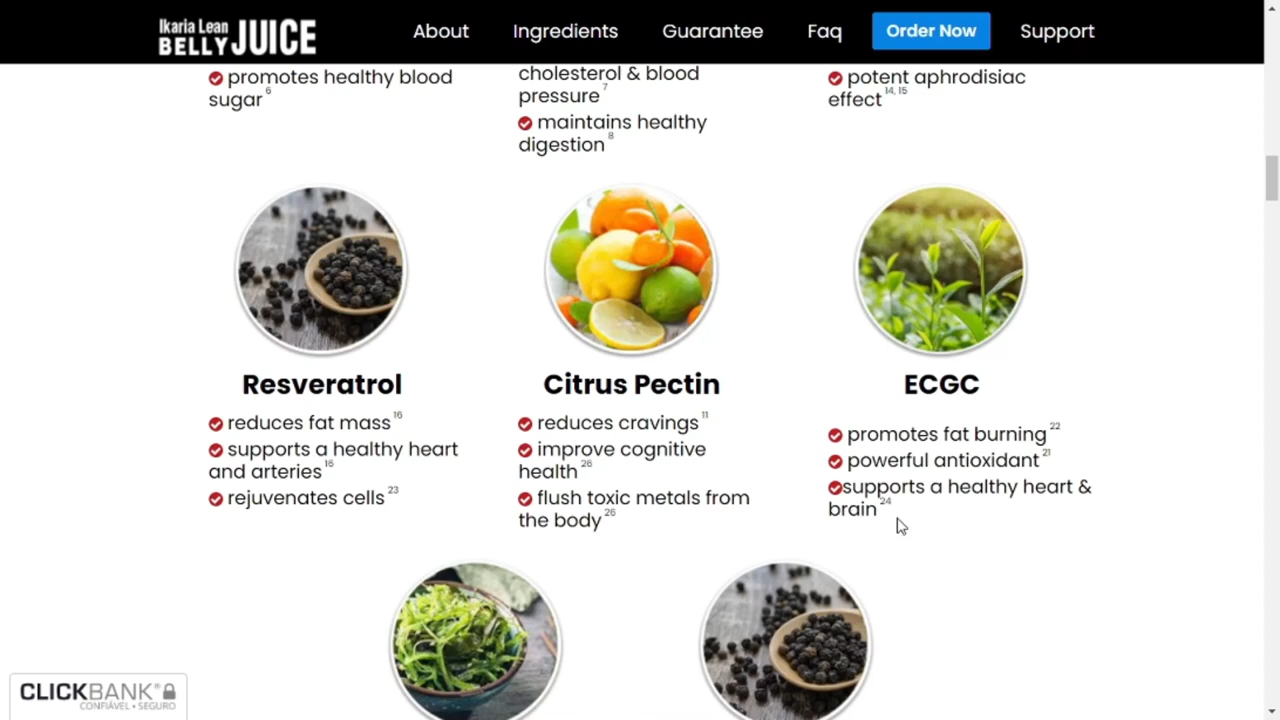 Ikaria Lean
BELLY JUICE
About
Ingredients
Guarantee
Faq
Order Now
Support
promotes healthy blood
sugar 6
cholesterol & blood
pressure 7
maintains healthy
digestion 8
potent aphrodisiac
effect 14, 15
Resveratrol
reduces fat mass 16
supports a healthy heart
and arteries 16
rejuvenates cells 23
Citrus Pectin
reduces cravings 11
improve cognitive
health 26
flush toxic metals from
the body 26
ECGC
promotes fat burning 22
powerful antioxidant 21
supports a healthy heart &
brain 24
CLICKBANK®
CONFIÁVEL • SEGURO